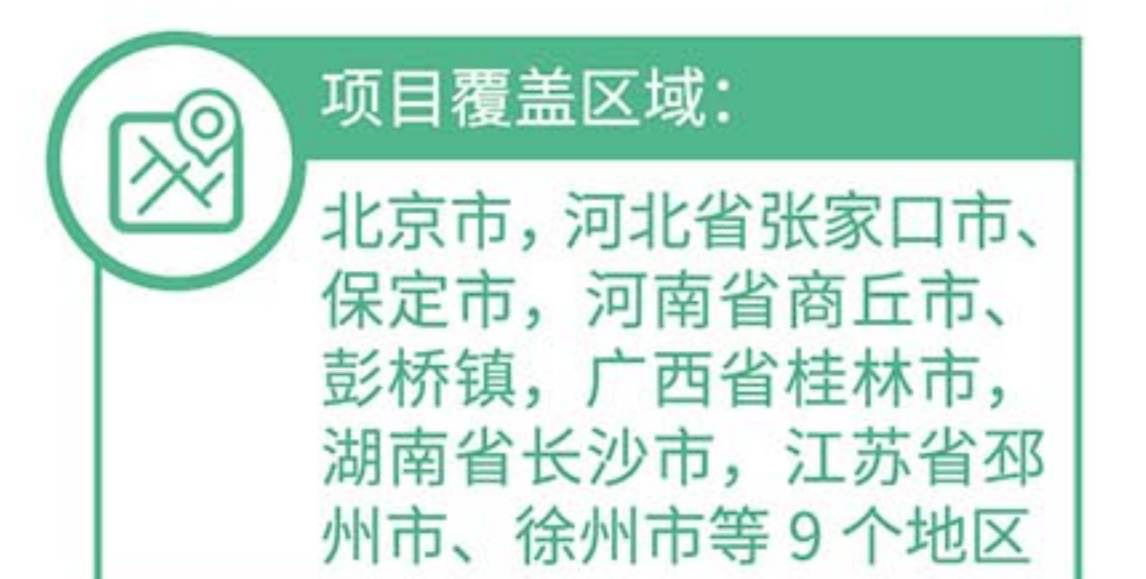 项目覆盖区域：
北京市，河北省张家口市、
保定市，河南省商丘市、
彭桥镇，广西省桂林市，
湖南省长沙市，江苏省邳
州市、徐州市等 9 个地区